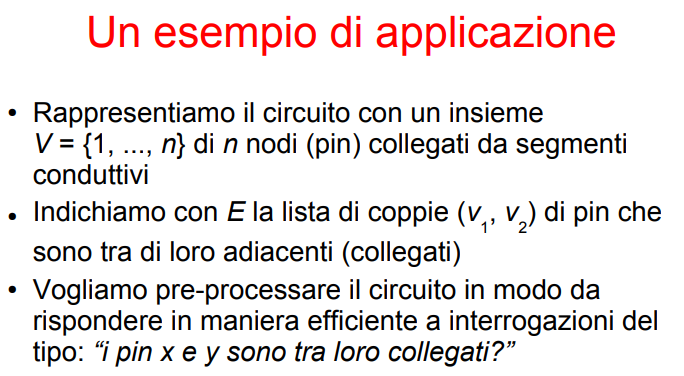 Un esempio di applicazione
• Rappresentiamo il circuito con un insieme
V = {1, ..., n} di n nodi (pin) collegati da segmenti
conduttivi
• Indichiamo con E la lista di coppie (v₁, v₂) di pin che
sono tra di loro adiacenti (collegati)
• Vogliamo pre-processare il circuito in modo da
rispondere in maniera efficiente a interrogazioni del
tipo: “i pin x e y sono tra loro collegati?”